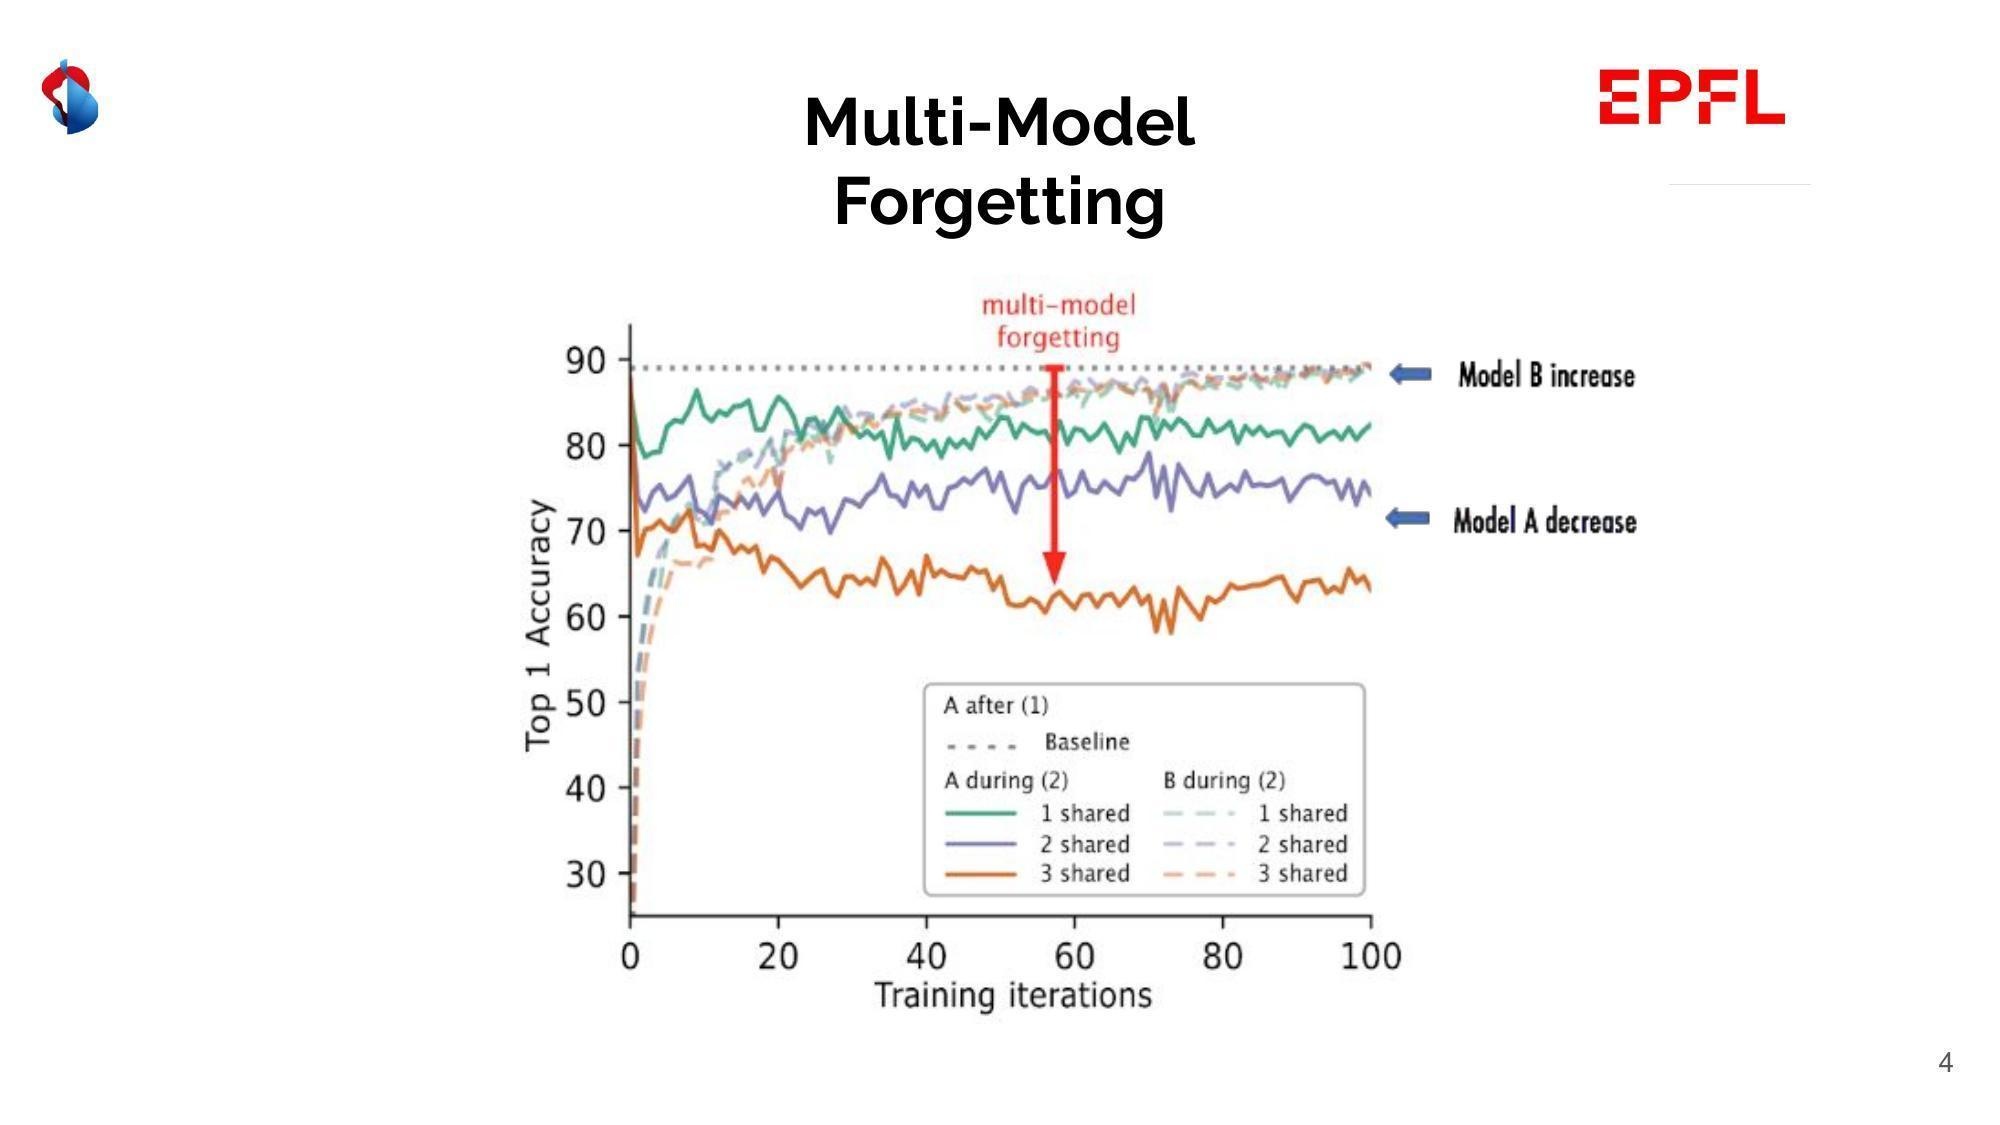 EPFL
Multi-Model
Forgetting
multi-model
forgetting
90
80
70
60
50
40
30
Top 1 Accuracy
Model B increase
Model A decrease
A after (1)
Baseline
A during (2) B during (2)
1 shared 1 shared
2 shared 2 shared
3 shared 3 shared
0 20 40 60 80 100
Training iterations
4